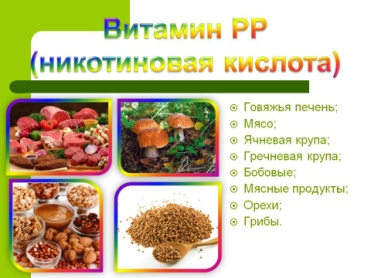 Витамин РР
(никотиновая кислота)
Говяжья печень;
Мясо;
Ячневая крупа;
Гречневая крупа;
Бобовые;
Мясные продукты;
Орехи;
Грибы.